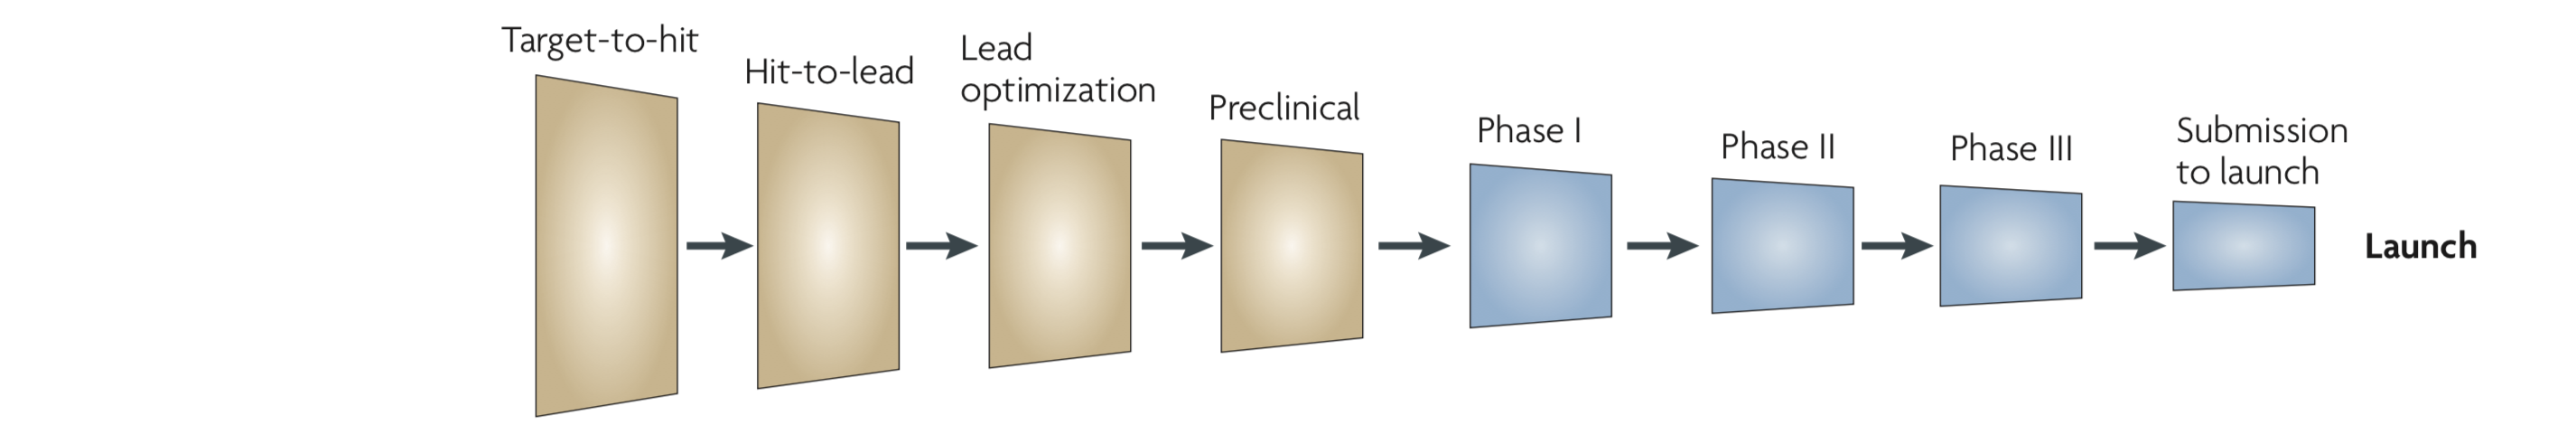 Target-to-hit
Hit-to-lead
Lead
optimization
Preclinical
Phase I
Phase II
Phase III
Submission
to launch
Launch